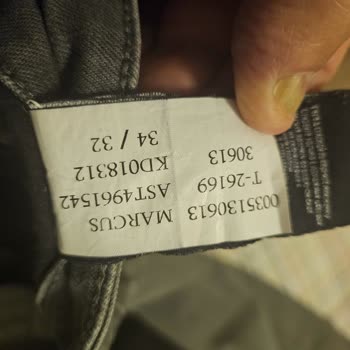 0035130613
T-26169
30613
MARCUS
AST4961542
KD018312
34 / 32